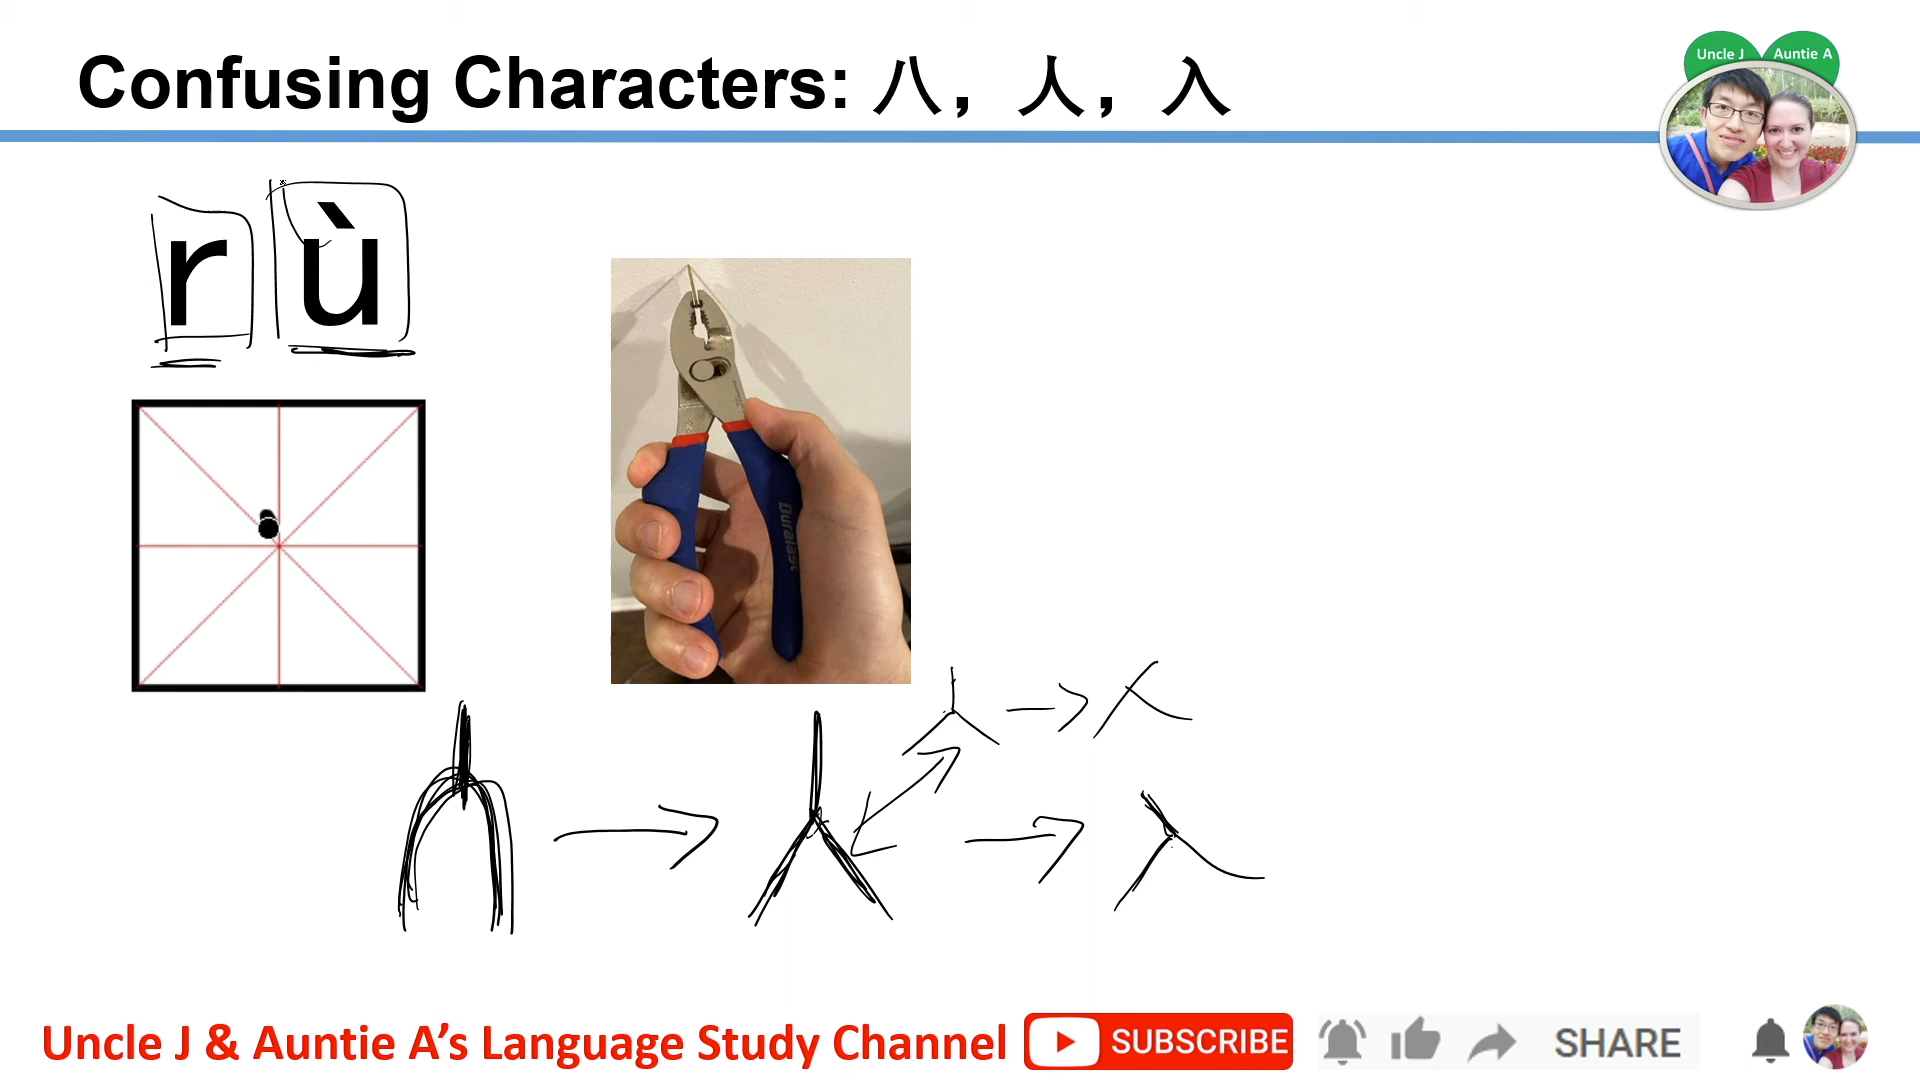 Confusing Characters: 八，人，入
Uncle J Auntie A
rù
Duralast
Uncle J & Auntie A's Language Study Channel SUBSCRIBE SHARE